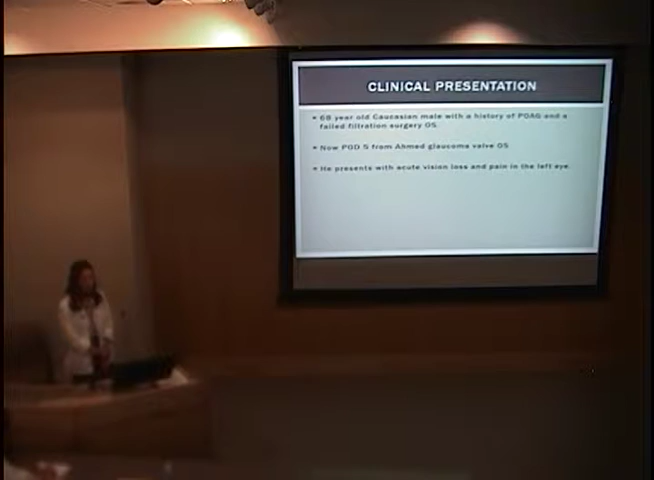 CLINICAL PRESENTATION
68 year old Caucasian male with a history of POAG and a
failed filtration surgery OS.
Now POD 5 from Ahmed glaucoma valve OS
He presents with acute vision loss and pain in the left eye.